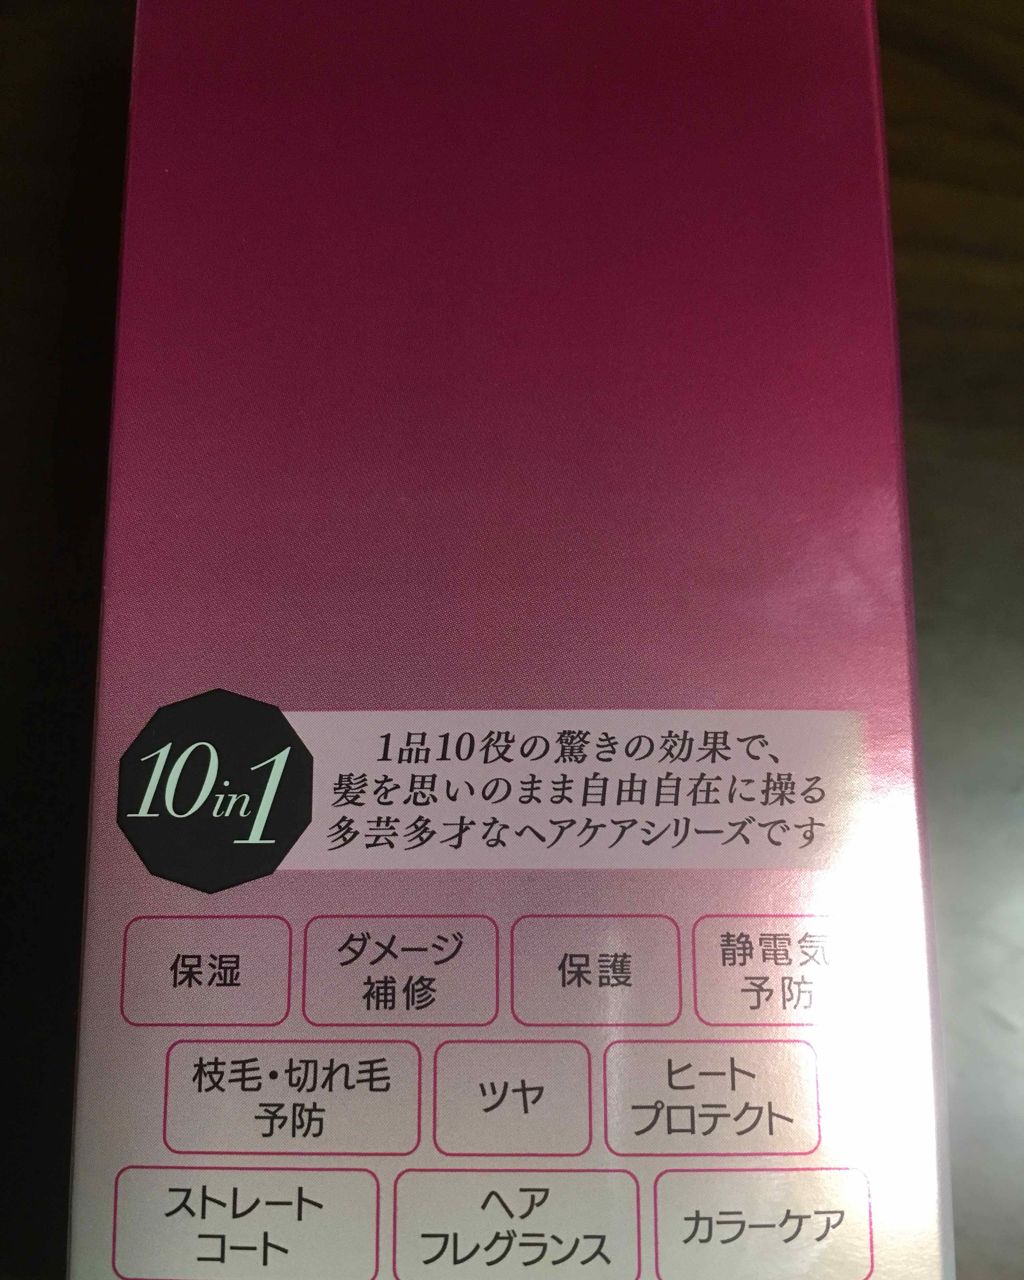 10in1
1品10役の驚きの効果で、
髪を思いのまま自由自在に操る
多芸多才なヘアケアシリーズです
保湿
ダメージ
補修
保護
静電気
予防
枝毛・切れ毛
予防
ツヤ
ヒート
プロテクト
ストレート
コート
ヘア
フレグランス
カラーケア